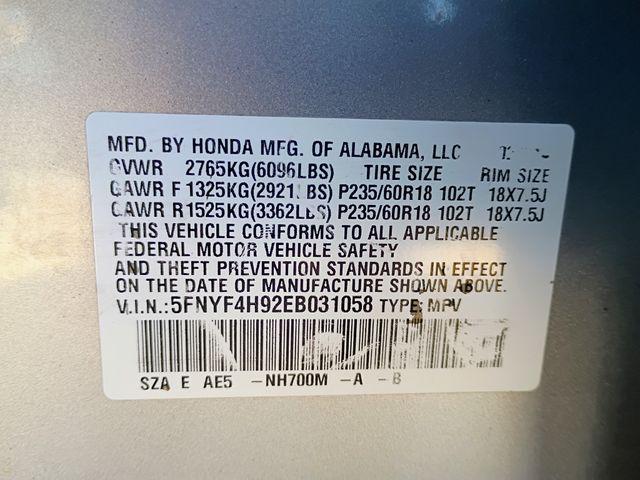 MFD. BY HONDA MFG. OF ALABAMA, LLC
GVWR 2765KG(6096LBS) TIRE SIZE RIM SIZE
GAWR F 1325KG(2921LBS) P235/60R18 102T 18X7.5J
GAWR R1525KG(3362LBS) P235/60R18 102T 18X7.5J
THIS VEHICLE CONFORMS TO ALL APPLICABLE
FEDERAL MOTOR VEHICLE SAFETY
AND THEFT PREVENTION STANDARDS IN EFFECT
ON THE DATE OF MANUFACTURE SHOWN ABOVE.
V.I.N.:5FNYF4H92EB031058 TYPE: MPV
SZA E AE5 -NH700M -A -B